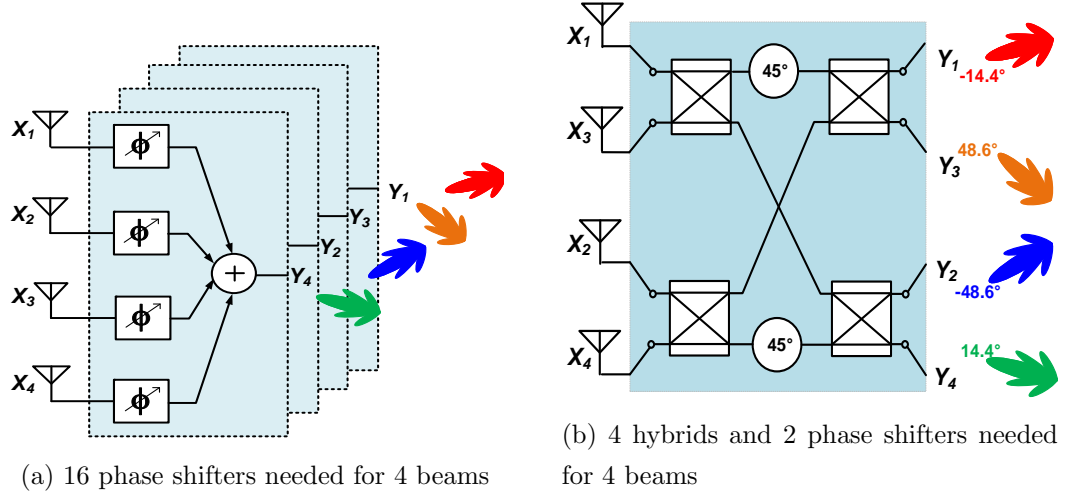 X1
X2
X3
X4
ϕ
ϕ
ϕ
ϕ
+
Y1
Y3
Y2
Y4
(a) 16 phase shifters needed for 4 beams
X1
X3
X2
X4
45°
45°
Y1
-14.4°
48.6°
Y3
Y2
-48.6°
14.4°
Y4
(b) 4 hybrids and 2 phase shifters needed
for 4 beams